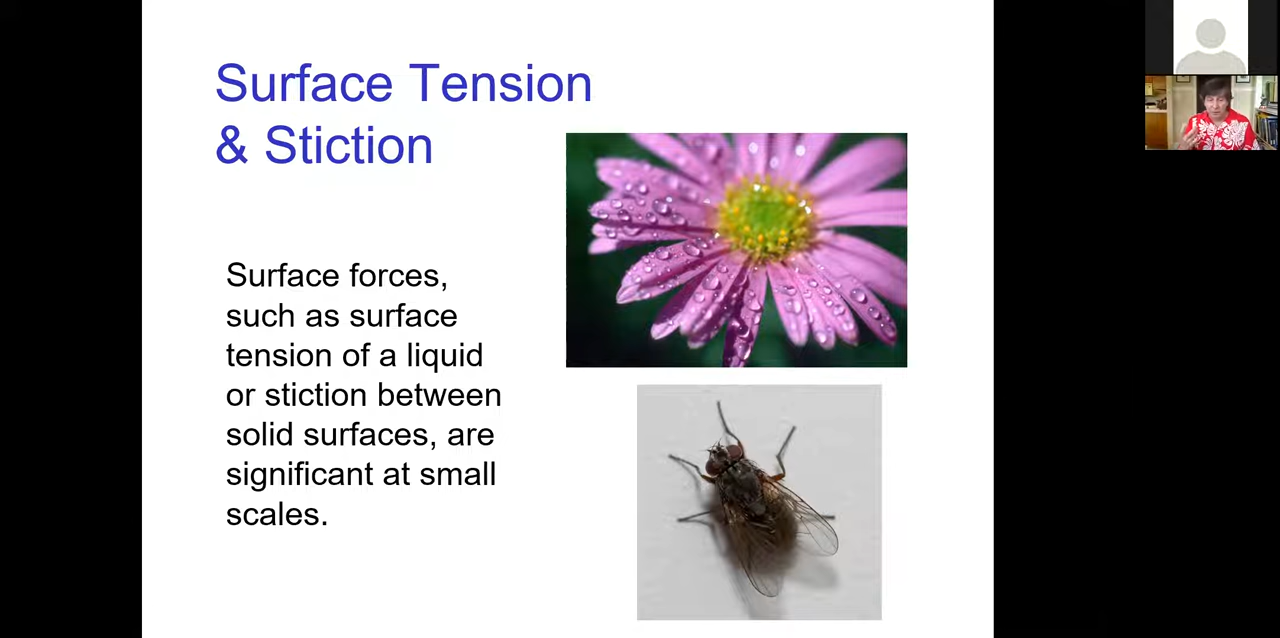 Surface Tension
& Stiction
Surface forces,
such as surface
tension of a liquid
or stiction between
solid surfaces, are
significant at small
scales.